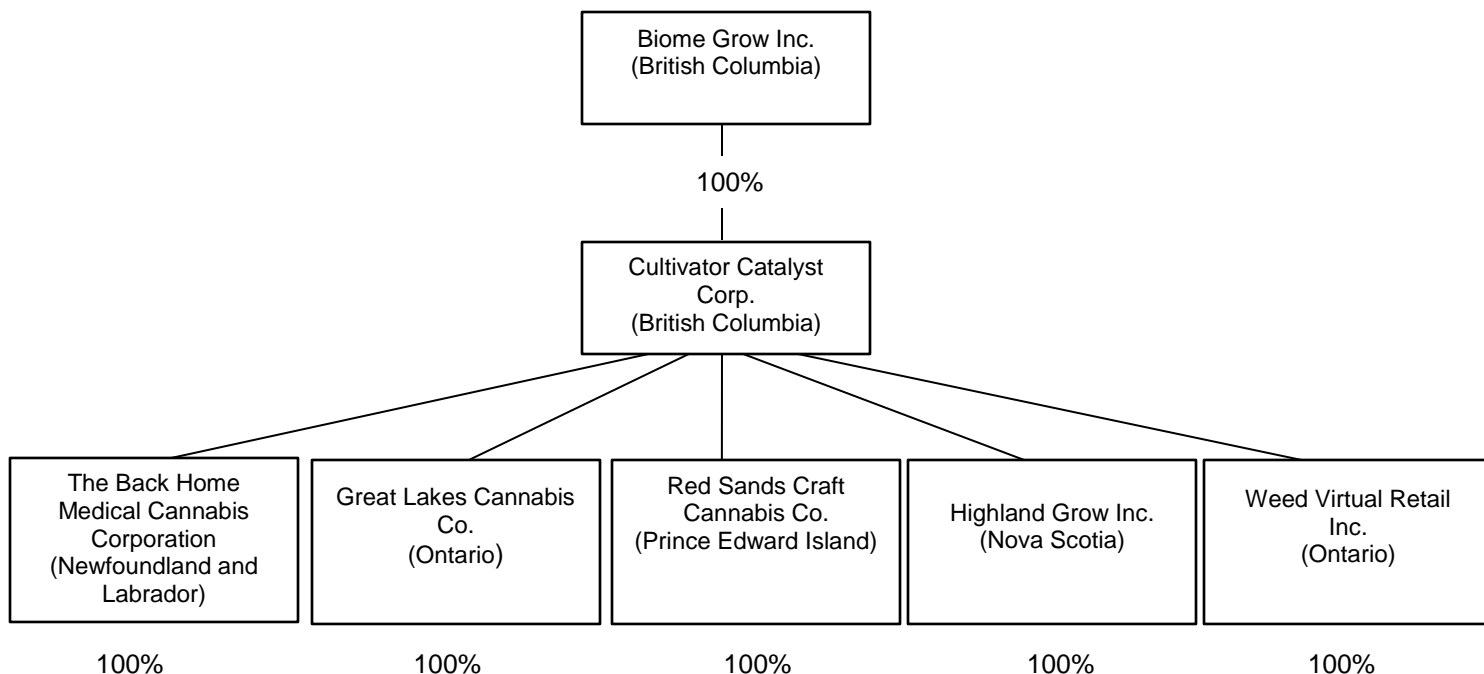 Biome Grow Inc.
(British Columbia)
100%
Cultivator Catalyst
Corp.
(British Columbia)
The Back Home
Medical Cannabis
Corporation
(Newfoundland and
Labrador)
Great Lakes Cannabis
Co.
(Ontario)
Red Sands Craft
Cannabis Co.
(Prince Edward Island)
Highland Grow Inc.
(Nova Scotia)
Weed Virtual Retail
Inc.
(Ontario)
100%
100%
100%
100%
100%